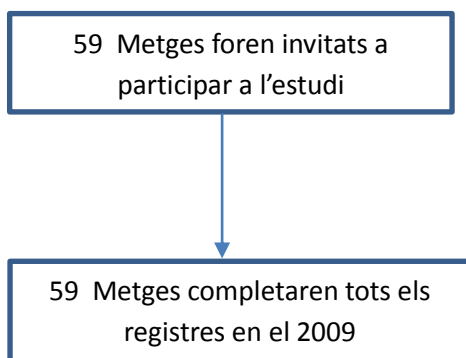 59 Metges foren invitats a
participar a l’estudi
59 Metges completaren tots els
registres en el 2009